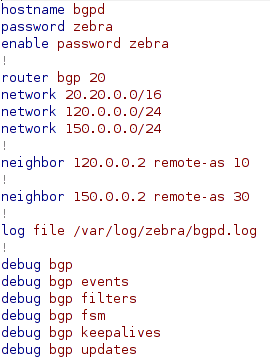 hostname bgpd
password zebra
enable password zebra
!
router bgp 20
network 20.20.0.0/16
network 120.0.0.0/24
network 150.0.0.0/24
!
neighbor 120.0.0.2 remote-as 10
!
neighbor 150.0.0.2 remote-as 30
!
log file /var/log/zebra/bgpd.log
!
debug bgp
debug bgp events
debug bgp filters
debug bgp fsm
debug bgp keepalives
debug bgp updates